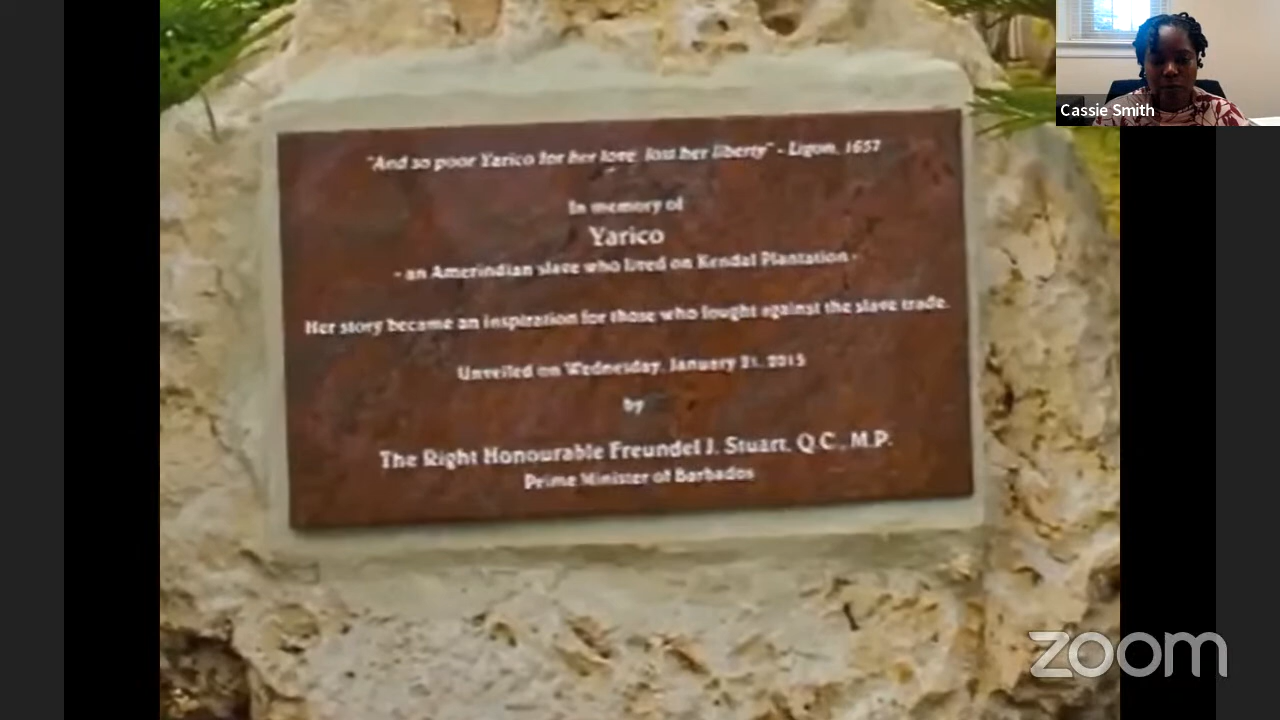 "And so poor Yarico for her love, lost her liberty" - Ligon, 1657
In memory of
Yarico
- an Amerindian slave who lived on Kendal Plantation -
Her story became an inspiration for those who fought against the slave trade.
Unveiled on Wednesday, January 21, 2015
by
The Right Honourable Freundel J. Stuart, Q.C., M.P.
Prime Minister of Barbados
Cassie Smith
zoom